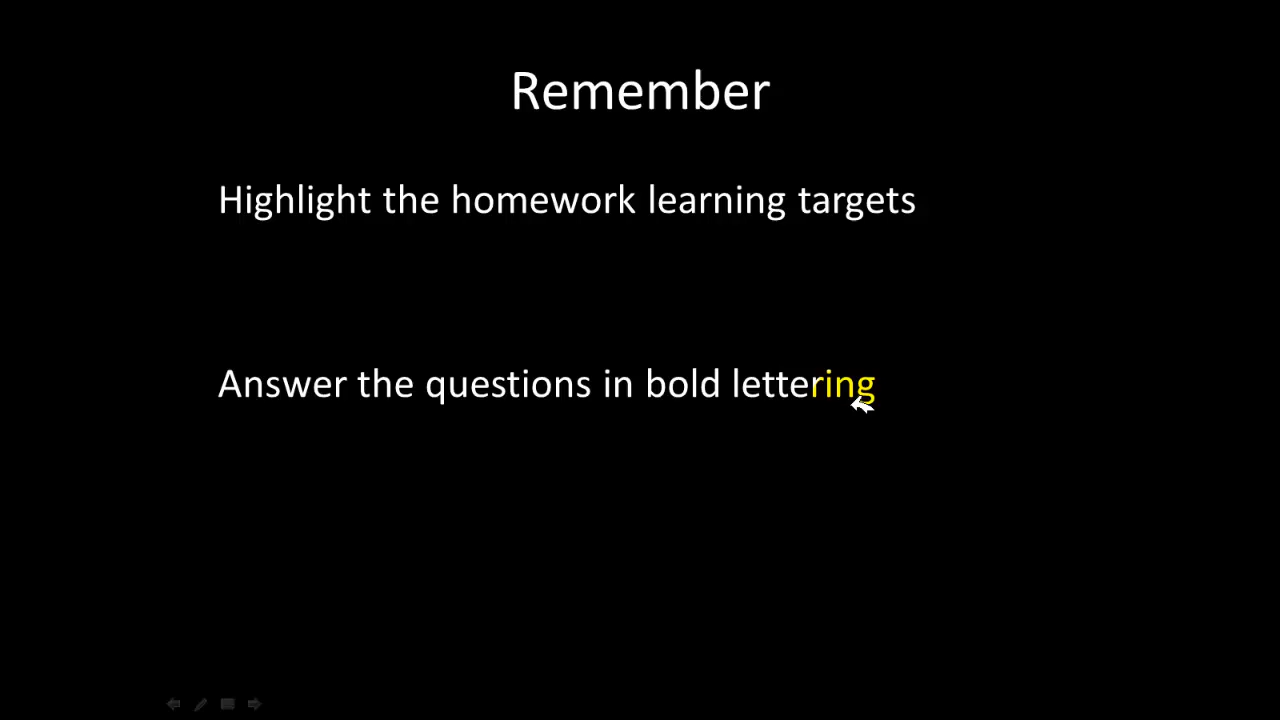 Remember
Highlight the homework learning targets
Answer the questions in bold lettering